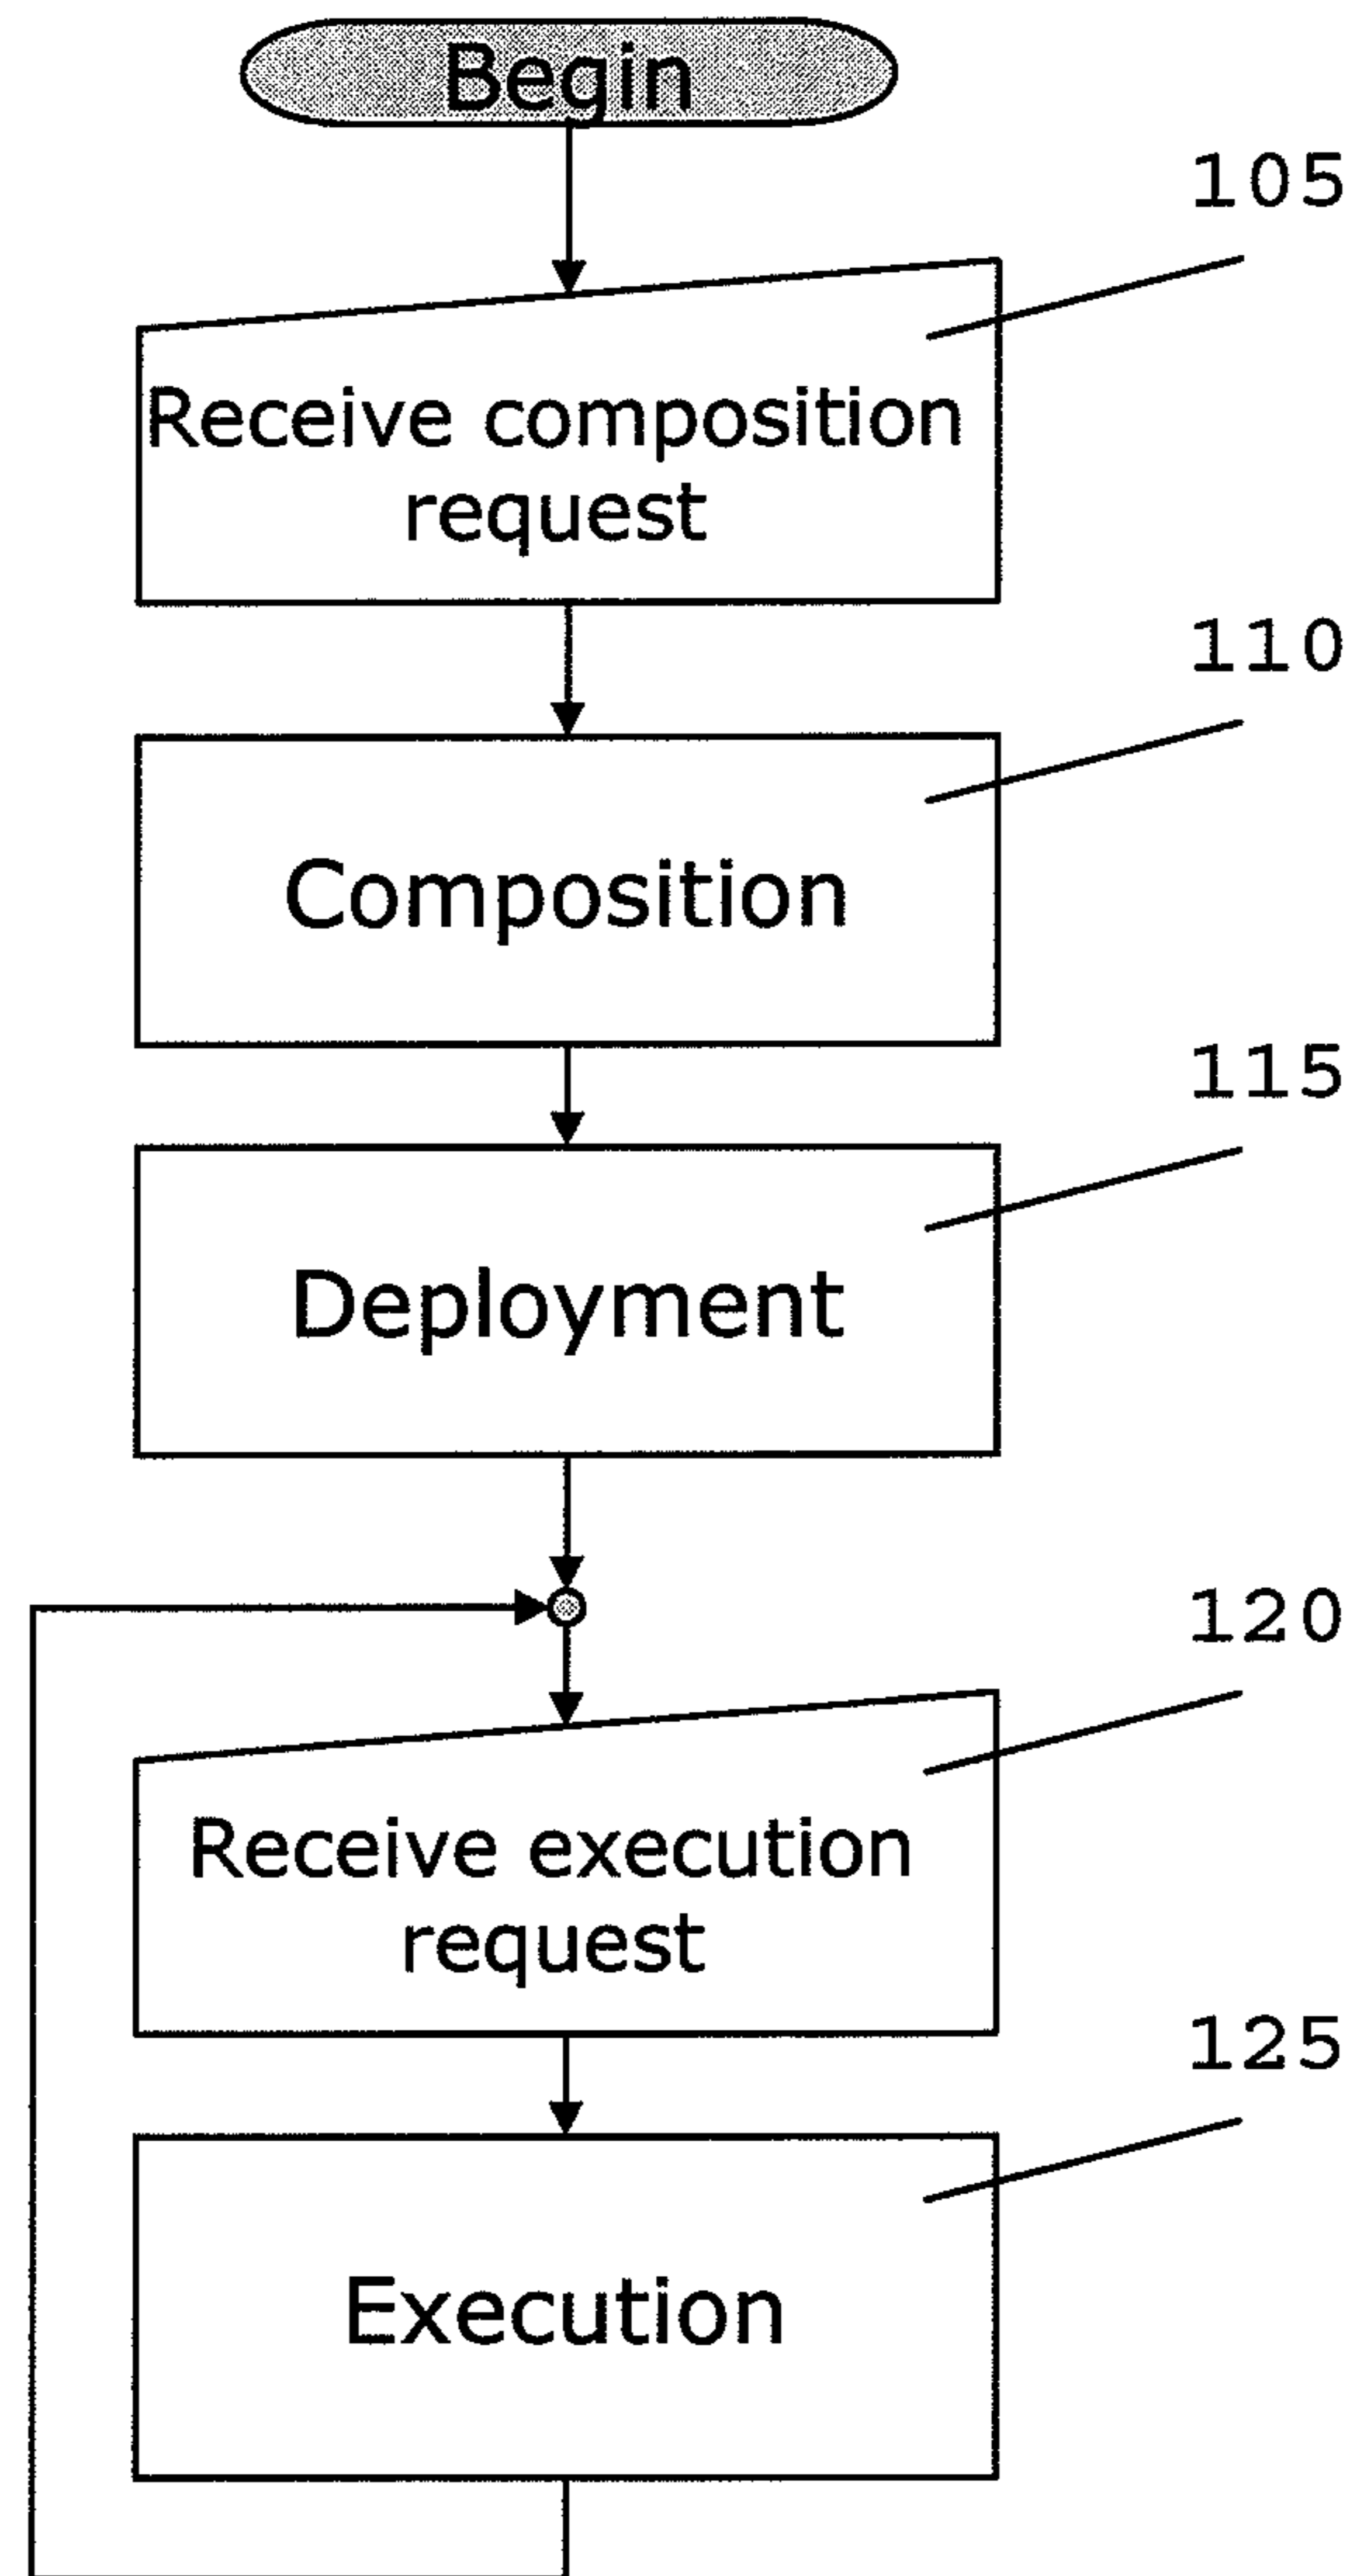 Begin
105
Receive composition
request
110
Composition
115
Deployment
120
Receive execution
request
125
Execution